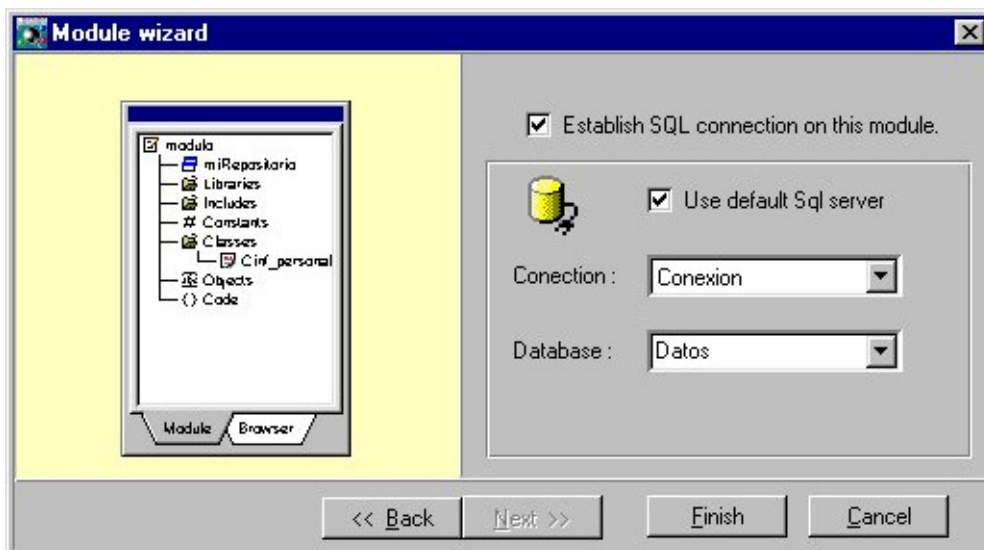 Module wizard
modulo
miRepositorio
Libraries
Includes
# Constants
Classes
Cinf_personal
Objects
{} Code
Module Browser
Establish SQL connection on this module.
Use default Sql server
Conection : Conexion
Database : Datos
<< Back Next >> Finish Cancel